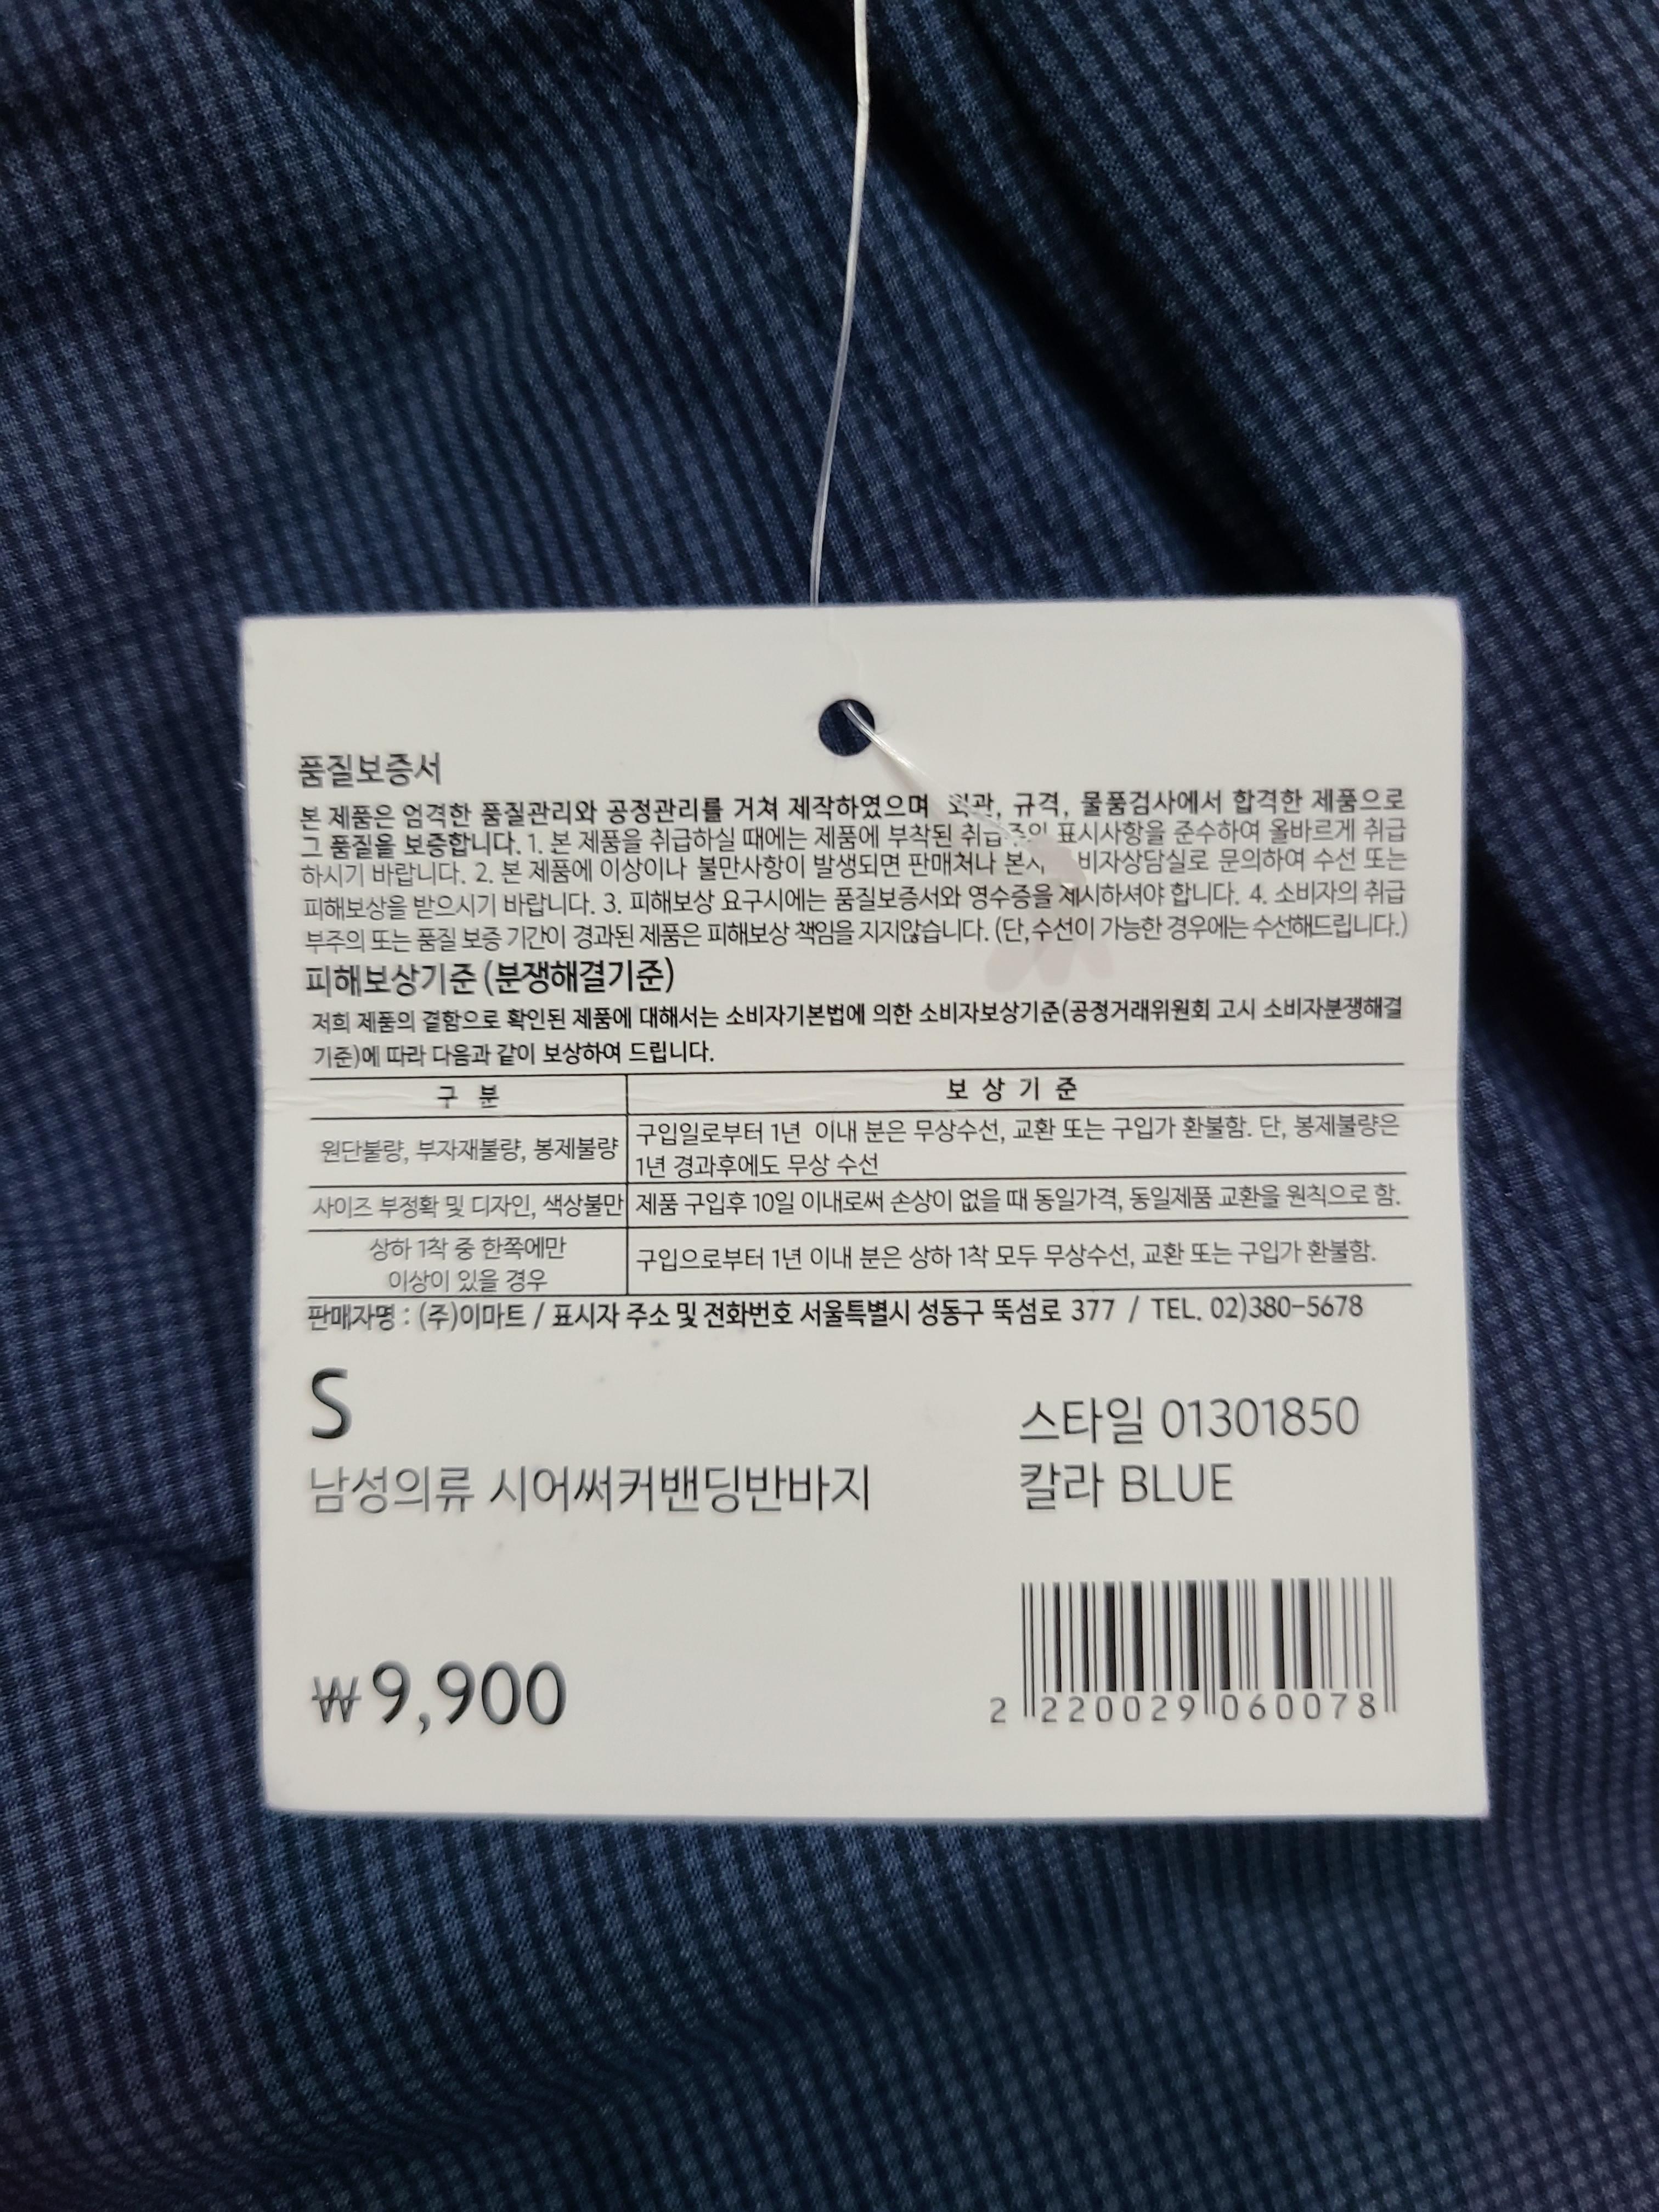 품질보증서
본 제품은 엄격한 품질관리와 공정관리를 거쳐 제작하였으며 외관, 규격, 물품검사에서 합격한 제품으로
그 품질을 보증합니다. 1. 본 제품을 취급하실 때에는 제품에 부착된 표시사항을 준수하여 올바르게 취급
하시기 바랍니다. 2. 본 제품에 이상이나 불만사항이 발생되면 판매처나 본사 문의하여 수선 또는
피해보상을 받으시기 바랍니다. 3. 피해보상 요구시에는 품질보증서와 영수증을 제시하셔야 합니다. 4. 소비자의 취급
부주의 또는 품질 보증 기간이 경과된 제품은 피해보상 책임을 지지않습니다. (단,수선이 가능한 경우에는 수선해드립니다.)
피해보상기준 (분쟁해결기준)
저희 제품의 결함으로 확인된 제품에 대해서는 소비자기본법에 의한 소비자보상기준(공정거래위원회 고시 소비자분쟁해결
기준)에 따라 다음과 같이 보상하여 드립니다.
구 분 보 상 기 준
원단불량, 부자재불량, 봉제불량 구입일로부터 1년 이내 분은 무상수선, 교환 또는 구입가 환불함. 단, 봉제불량은
1년 경과후에도 무상 수선
사이즈 부정확 및 디자인, 색상불만 제품 구입후 10일 이내로써 손상이 없을 때 동일가격, 동일제품 교환을 원칙으로 함.
상하 1착 중 한쪽에만
이상이 있을 경우 구입으로부터 1년 이내 분은 상하 1착 모두 무상수선, 교환 또는 구입가 환불함.
판매자명 : (주)이마트 / 표시자 주소 및 전화번호 서울특별시 성동구 뚝섬로 377 / TEL. 02)380-5678
S
스타일 01301850
남성의류 시어써커밴딩반바지
칼라 BLUE
₩9,900
2 220029 060078